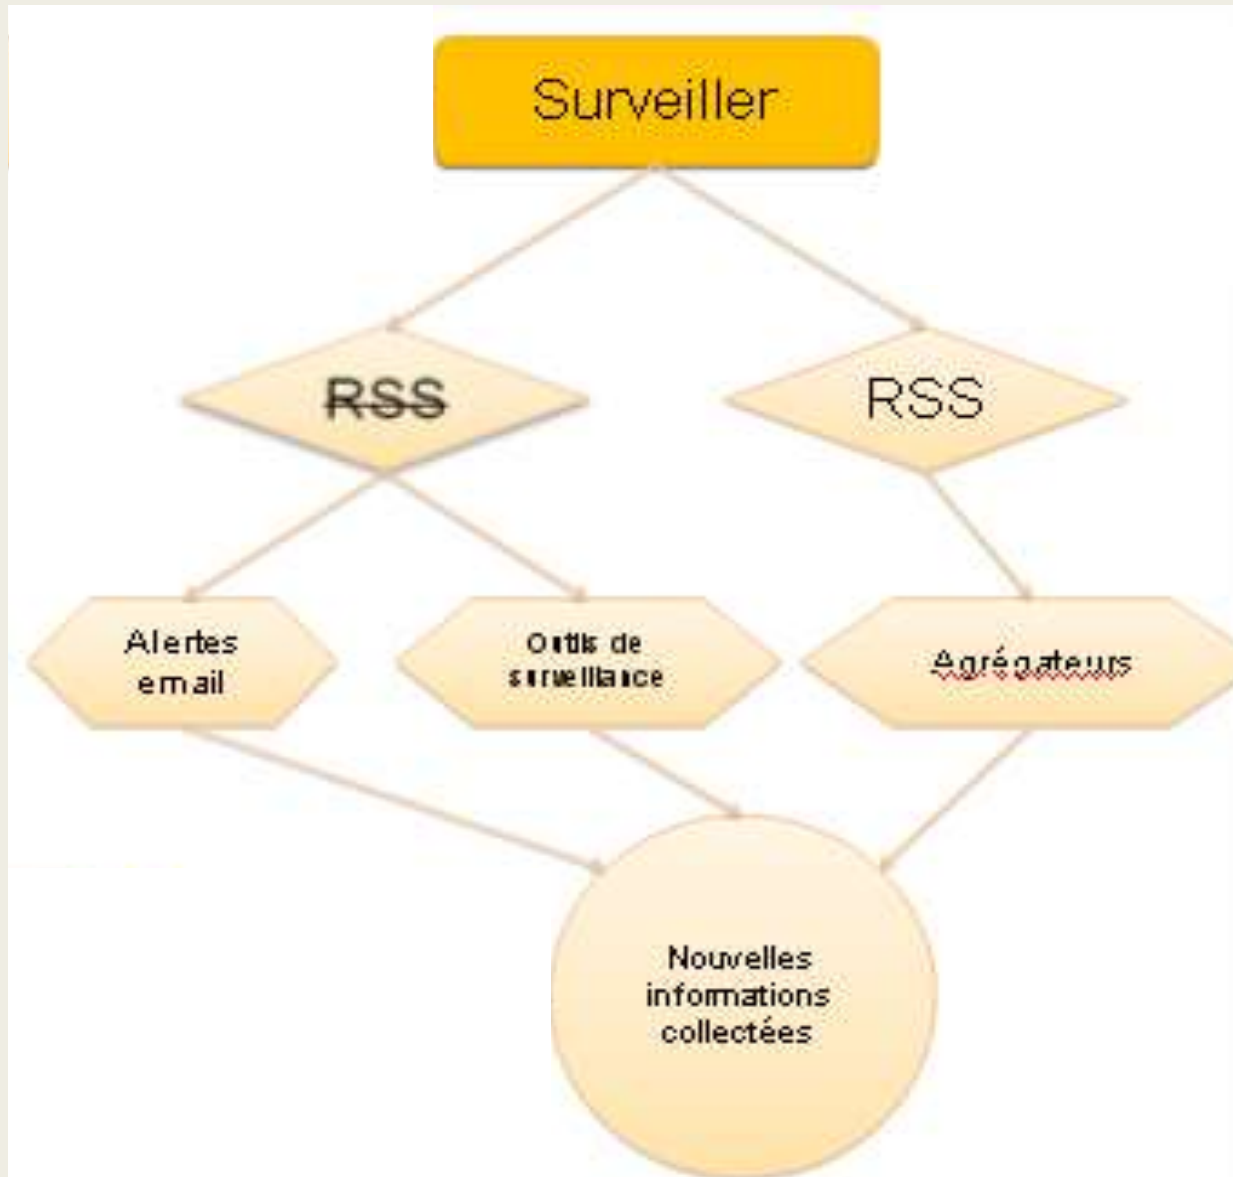 Surveiller
RSS
RSS
Alertes
email
Outils de
surveillance
Agrégateurs
Nouvelles
informations
collectées